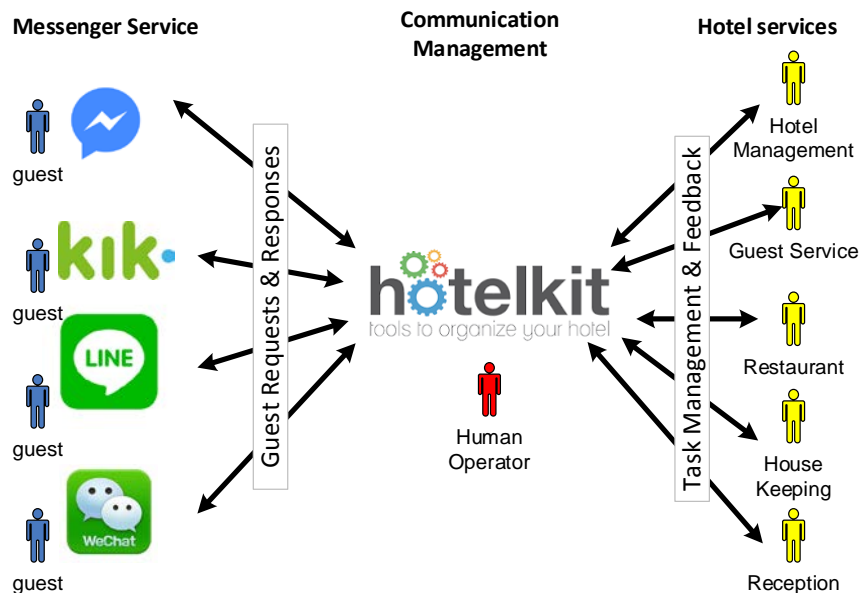 Messenger Service
Communication
Management
Hotel services
guest
kik
guest
LINE
guest
WeChat
guest
Guest Requests & Responses
hotelkit
tools to organize your hotel
Human
Operator
Task Management & Feedback
Hotel
Management
Guest Service
Restaurant
House
Keeping
Reception